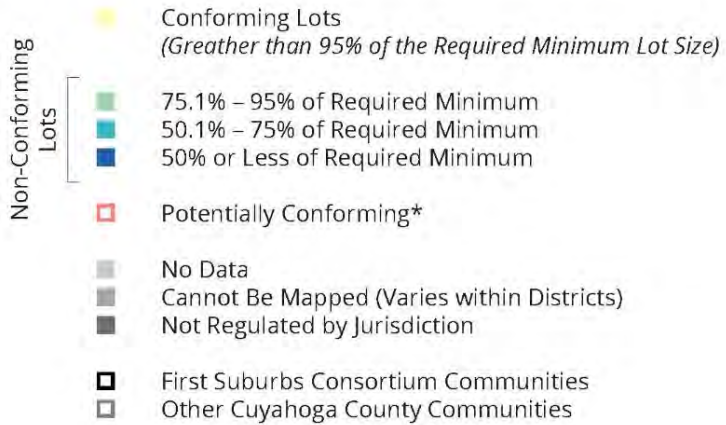 Conforming Lots
(Greather than 95% of the Required Minimum Lot Size)
Non-Conforming
Lots
75.1% – 95% of Required Minimum
50.1% – 75% of Required Minimum
50% or Less of Required Minimum
Potentially Conforming*
No Data
Cannot Be Mapped (Varies within Districts)
Not Regulated by Jurisdiction
First Suburbs Consortium Communities
Other Cuyahoga County Communities